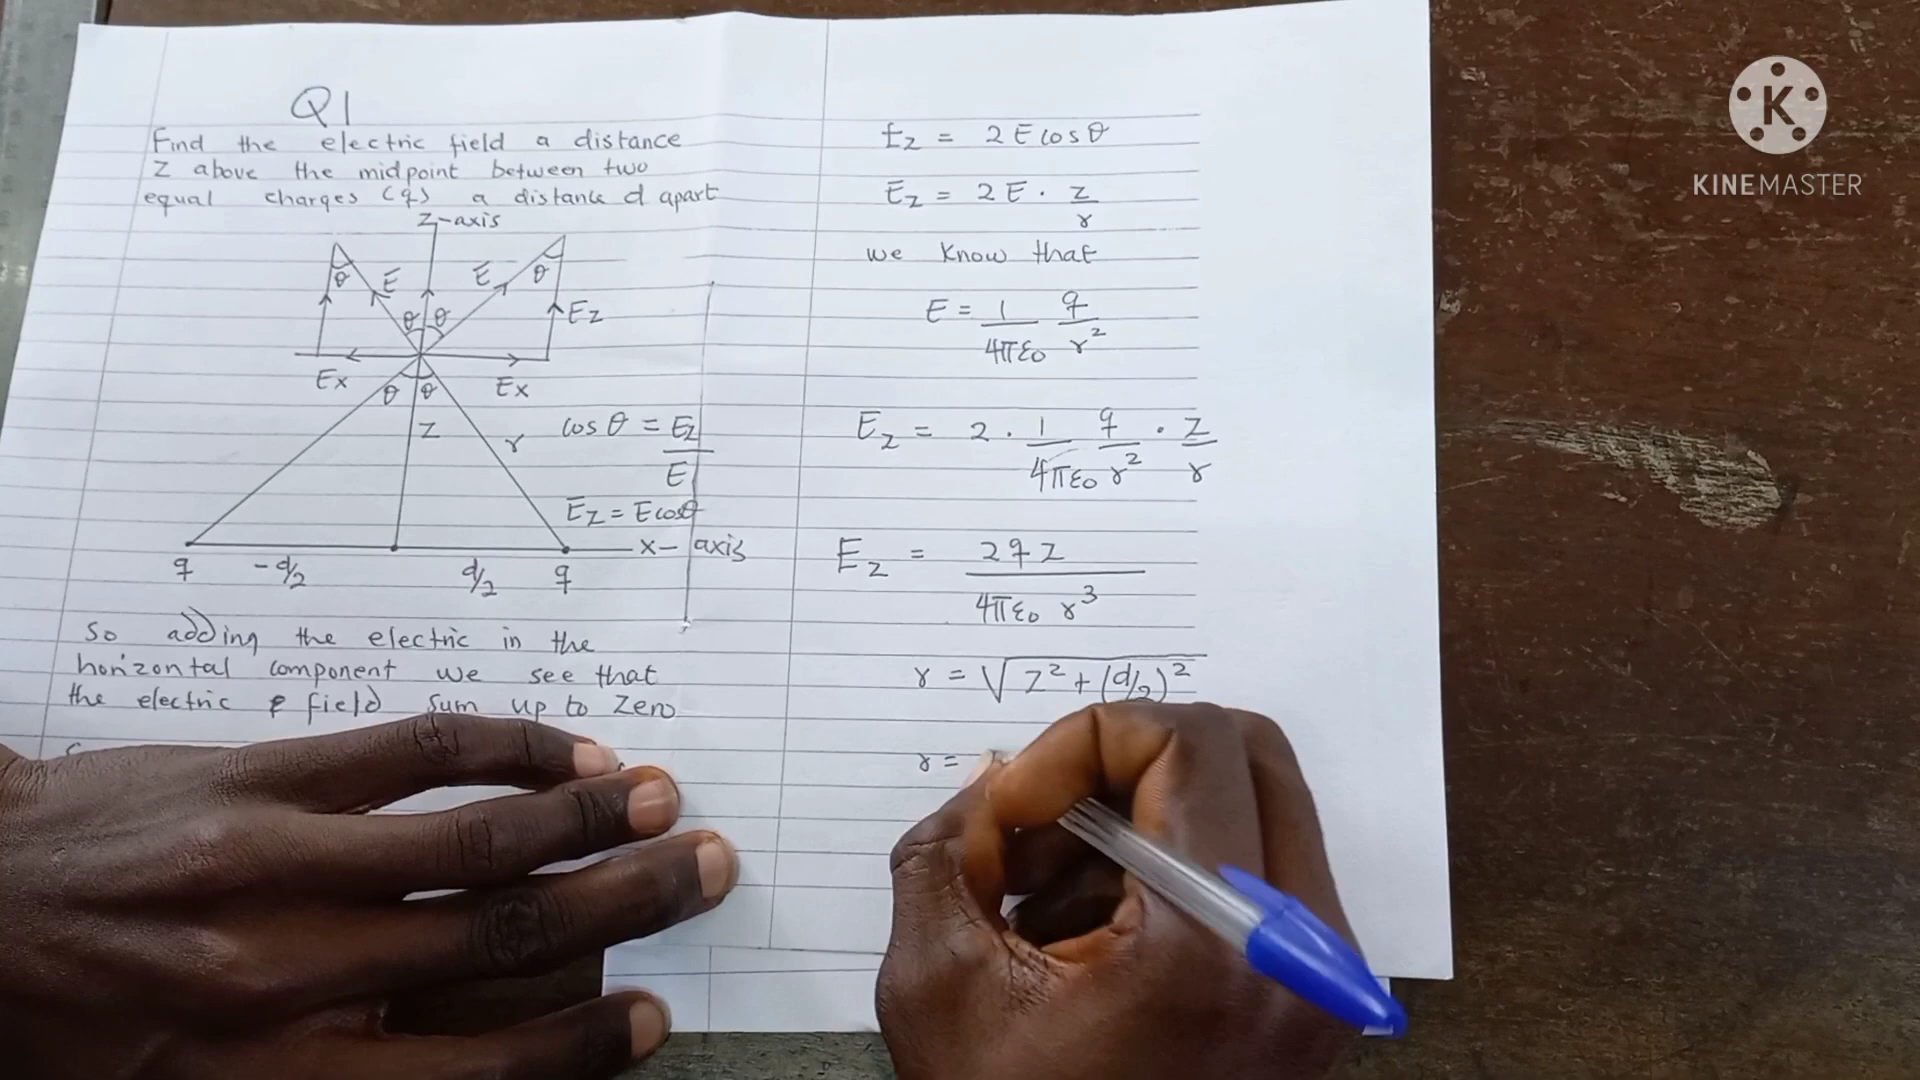 Q1
Find the electric field a distance
Z above the midpoint between two
equal charges (q) a distance d apart
Z-axis
θ E E θ
θ θ
Ez
Ex Ex
θ θ
Z
r
cos θ = Ez
E
Ez = E cosθ
x-axis
q -d/2 d/2 q
So adding the electric in the
horizontal component we see that
the electric field sum up to Zero
Ez = 2 E cos θ
Ez = 2 E · z
r
we know that
E = 1 q
4πε0 r²
Ez = 2 · 1 q · z
4πε0 r² r
Ez = 2qz
4πε0 r³
r = √z² + (d/2)²
r =
KINEMASTER